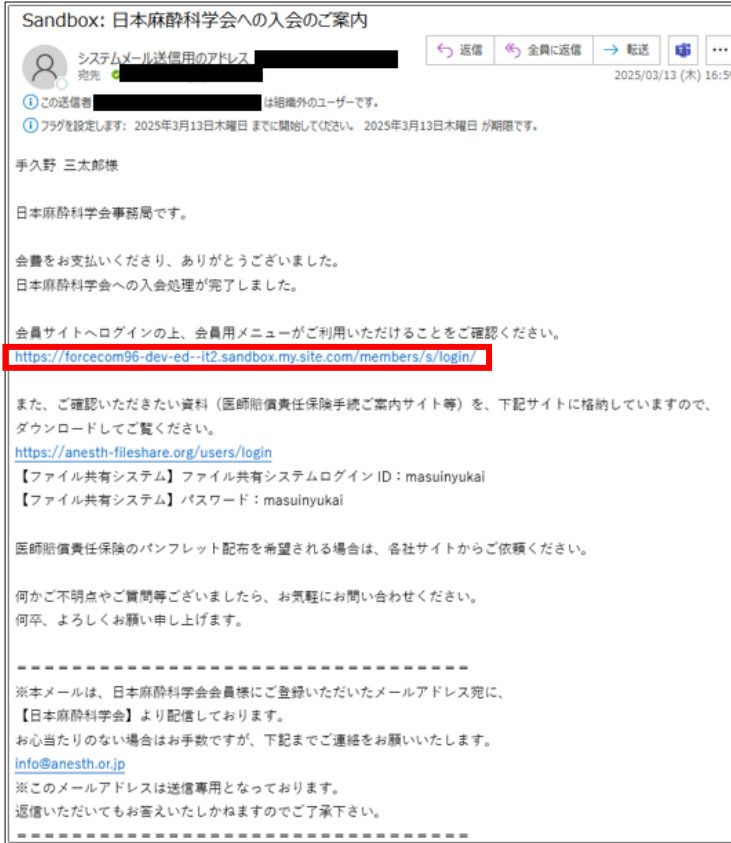 Sandbox: 日本麻酔科学会への入会のご案内
返信 全員に返信 転送
システムメール送信用のアドレス
宛先
2025/03/13 (木) 16:59
この送信者 は組織外のユーザーです。
フラグを設定します: 2025年3月13日木曜日 までに開始してください。 2025年3月13日木曜日 が期限です。
手久野 三太郎様
日本麻酔科学会事務局です。
会費をお支払いくださり、ありがとうございました。
日本麻酔科学会への入会処理が完了しました。
会員サイトへログインの上、会員用メニューがご利用いただけることをご確認ください。
https://forcecom96-dev-ed--it2.sandbox.my.site.com/members/s/login/
また、ご確認いただきたい資料（医師賠償責任保険手続ご案内サイト等）を、下記サイトに格納していますので、
ダウンロードしてご覧ください。
https://anesth-fileshare.org/users/login
【ファイル共有システム】ファイル共有システムログイン ID：masuinyukai
【ファイル共有システム】パスワード：masuinyukai
医師賠償責任保険のパンフレット配布を希望される場合は、各社サイトからご依頼ください。
何かご不明点やご質問等ございましたら、お気軽にお問い合わせください。
何卒、よろしくお願い申し上げます。
＝＝＝＝＝＝＝＝＝＝＝＝＝＝＝＝＝＝＝＝＝＝＝＝＝＝＝＝＝＝＝＝＝
※本メールは、日本麻酔科学会会員様にご登録いただいたメールアドレス宛に、
【日本麻酔科学会】より配信しております。
お心当たりのない場合はお手数ですが、下記までご連絡をお願いいたします。
info@anesth.or.jp
※このメールアドレスは送信専用となっております。
返信いただいてもお答えいたしかねますのでご了承下さい。
＝＝＝＝＝＝＝＝＝＝＝＝＝＝＝＝＝＝＝＝＝＝＝＝＝＝＝＝＝＝＝＝＝